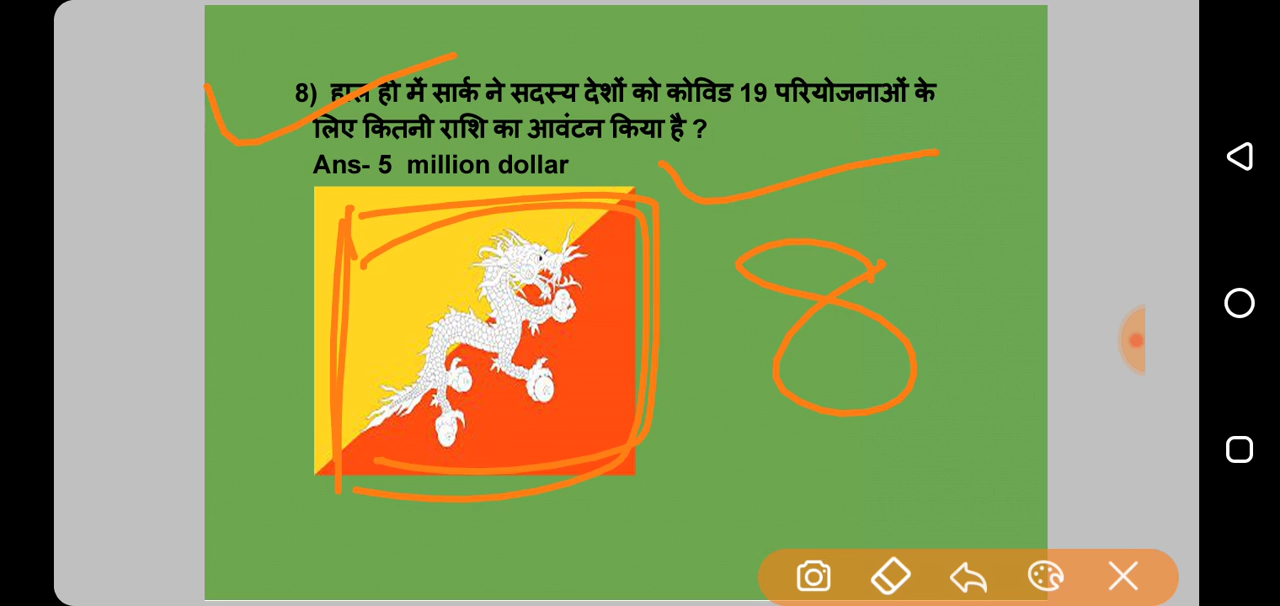 8) हाल ही में सार्क ने सदस्य देशों को कोविड 19 परियोजनाओं के
लिए कितनी राशि का आवंटन किया है ?
Ans- 5 million dollar
8